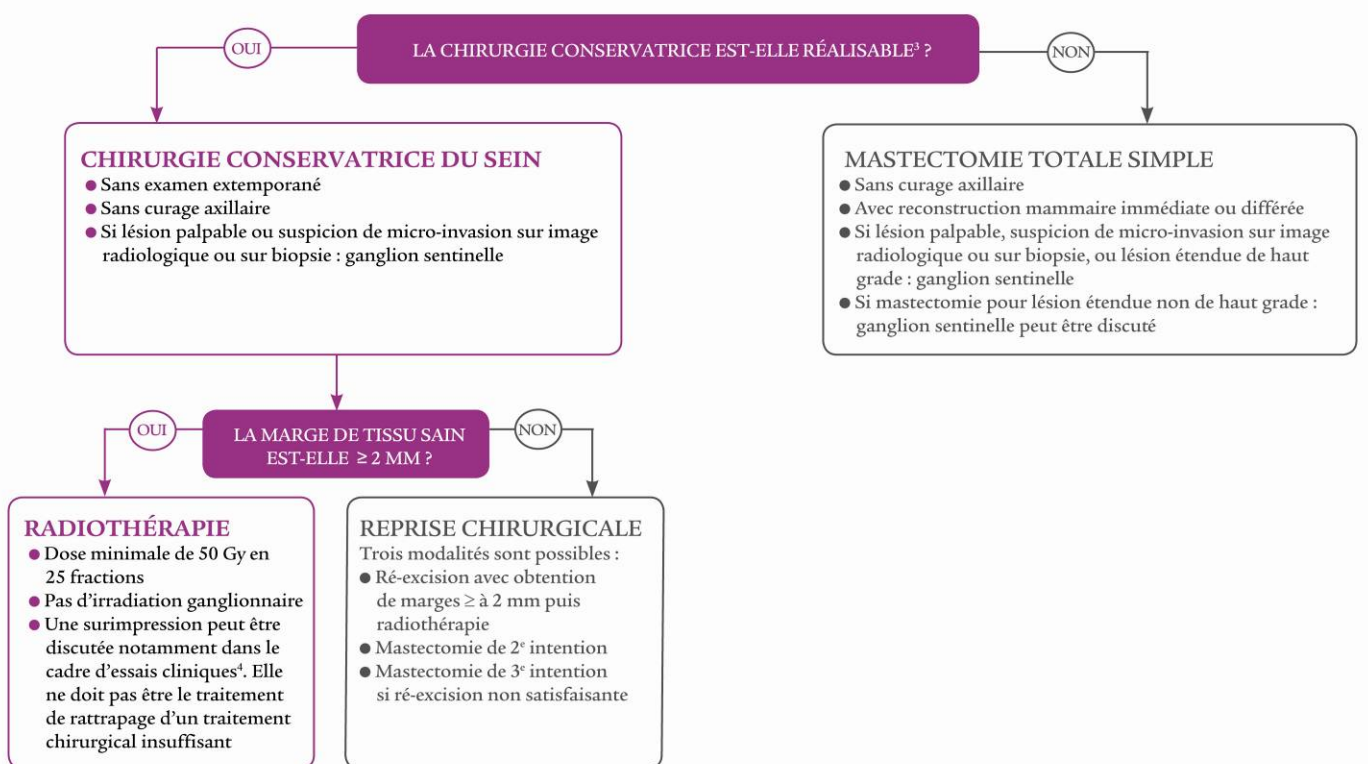 LA CHIRURGIE CONSERVATRICE EST-ELLE RÉALISABLE³ ?
OUI
NON
CHIRURGIE CONSERVATRICE DU SEIN
● Sans examen extemporané
● Sans curage axillaire
● Si lésion palpable ou suspicion de micro-invasion sur image
radiologique ou sur biopsie : ganglion sentinelle
MASTECTOMIE TOTALE SIMPLE
● Sans curage axillaire
● Avec reconstruction mammaire immédiate ou différée
● Si lésion palpable, suspicion de micro-invasion sur image
radiologique ou sur biopsie, ou lésion étendue de haut
grade : ganglion sentinelle
● Si mastectomie pour lésion étendue non de haut grade :
ganglion sentinelle peut être discuté
LA MARGE DE TISSU SAIN
EST-ELLE ≥ 2 MM ?
OUI
NON
RADIOTHÉRAPIE
● Dose minimale de 50 Gy en
25 fractions
● Pas d'irradiation ganglionnaire
● Une surimpression peut être
discutée notamment dans le
cadre d'essais cliniques⁴. Elle
ne doit pas être le traitement
de rattrapage d'un traitement
chirurgical insuffisant
REPRISE CHIRURGICALE
Trois modalités sont possibles :
● Ré-excision avec obtention
de marges ≥ à 2 mm puis
radiothérapie
● Mastectomie de 2ᵉ intention
● Mastectomie de 3ᵉ intention
si ré-excision non satisfaisante